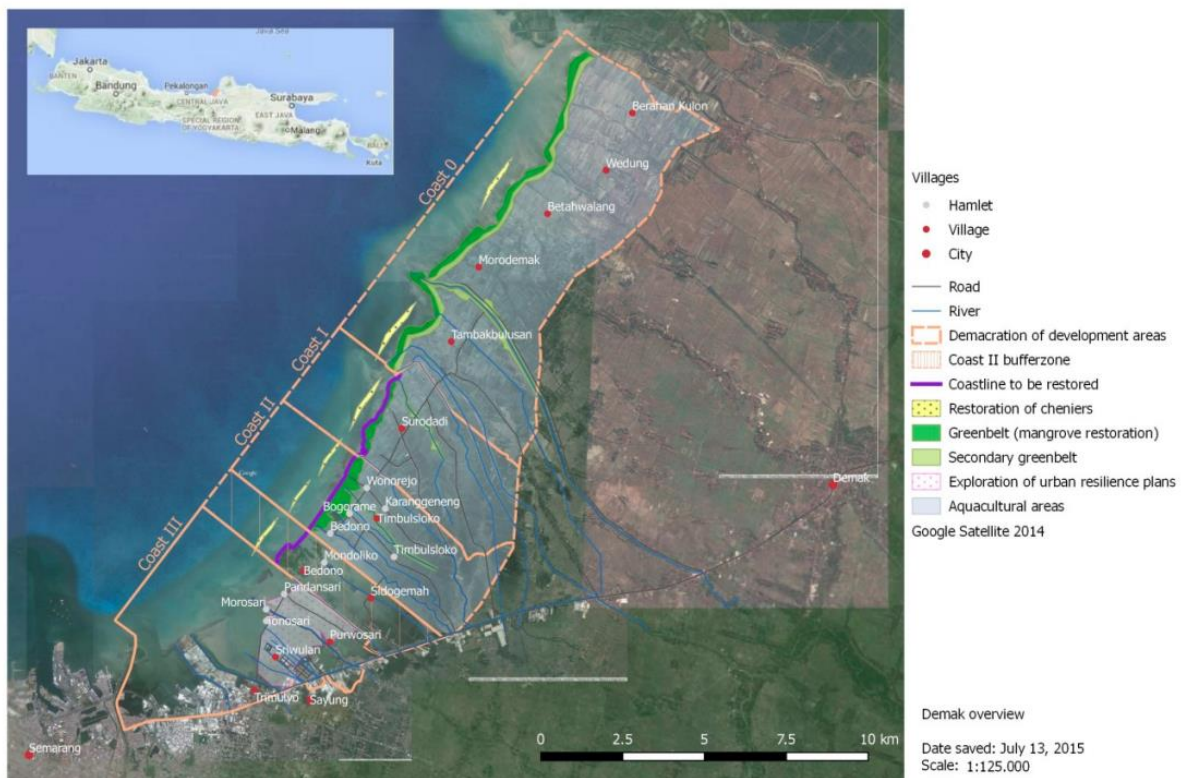 Java Sea
Jakarta
BANTEN
Bandung
Pekalongan
CENTRAL JAVA
SPECIAL REGION
OF YOGYAKARTA
Surabaya
EAST JAVA
Malang
BALI
Kuta
Coast 0
Coast I
Coast II
Coast III
Berahan Kulon
Wedung
Betahwalang
Morodemak
Tambakbulusan
Surodadi
Wonorejo
Karanggeneng
Bogorame
Timbulsloko
Bedono
Timbulsloko
Mondoliko
Bedono
Pandansari
Sidogemah
Morosari
Tonosari
Purwosari
Sriwulan
Trimulyo
Sayung
Semarang
Demak
Google
0 2.5 5 7.5 10 km
Villages
Hamlet
Village
City
Road
River
Demacration of development areas
Coast II bufferzone
Coastline to be restored
Restoration of cheniers
Greenbelt (mangrove restoration)
Secondary greenbelt
Exploration of urban resilience plans
Aquacultural areas
Google Satellite 2014
Demak overview
Date saved: July 13, 2015
Scale: 1:125.000